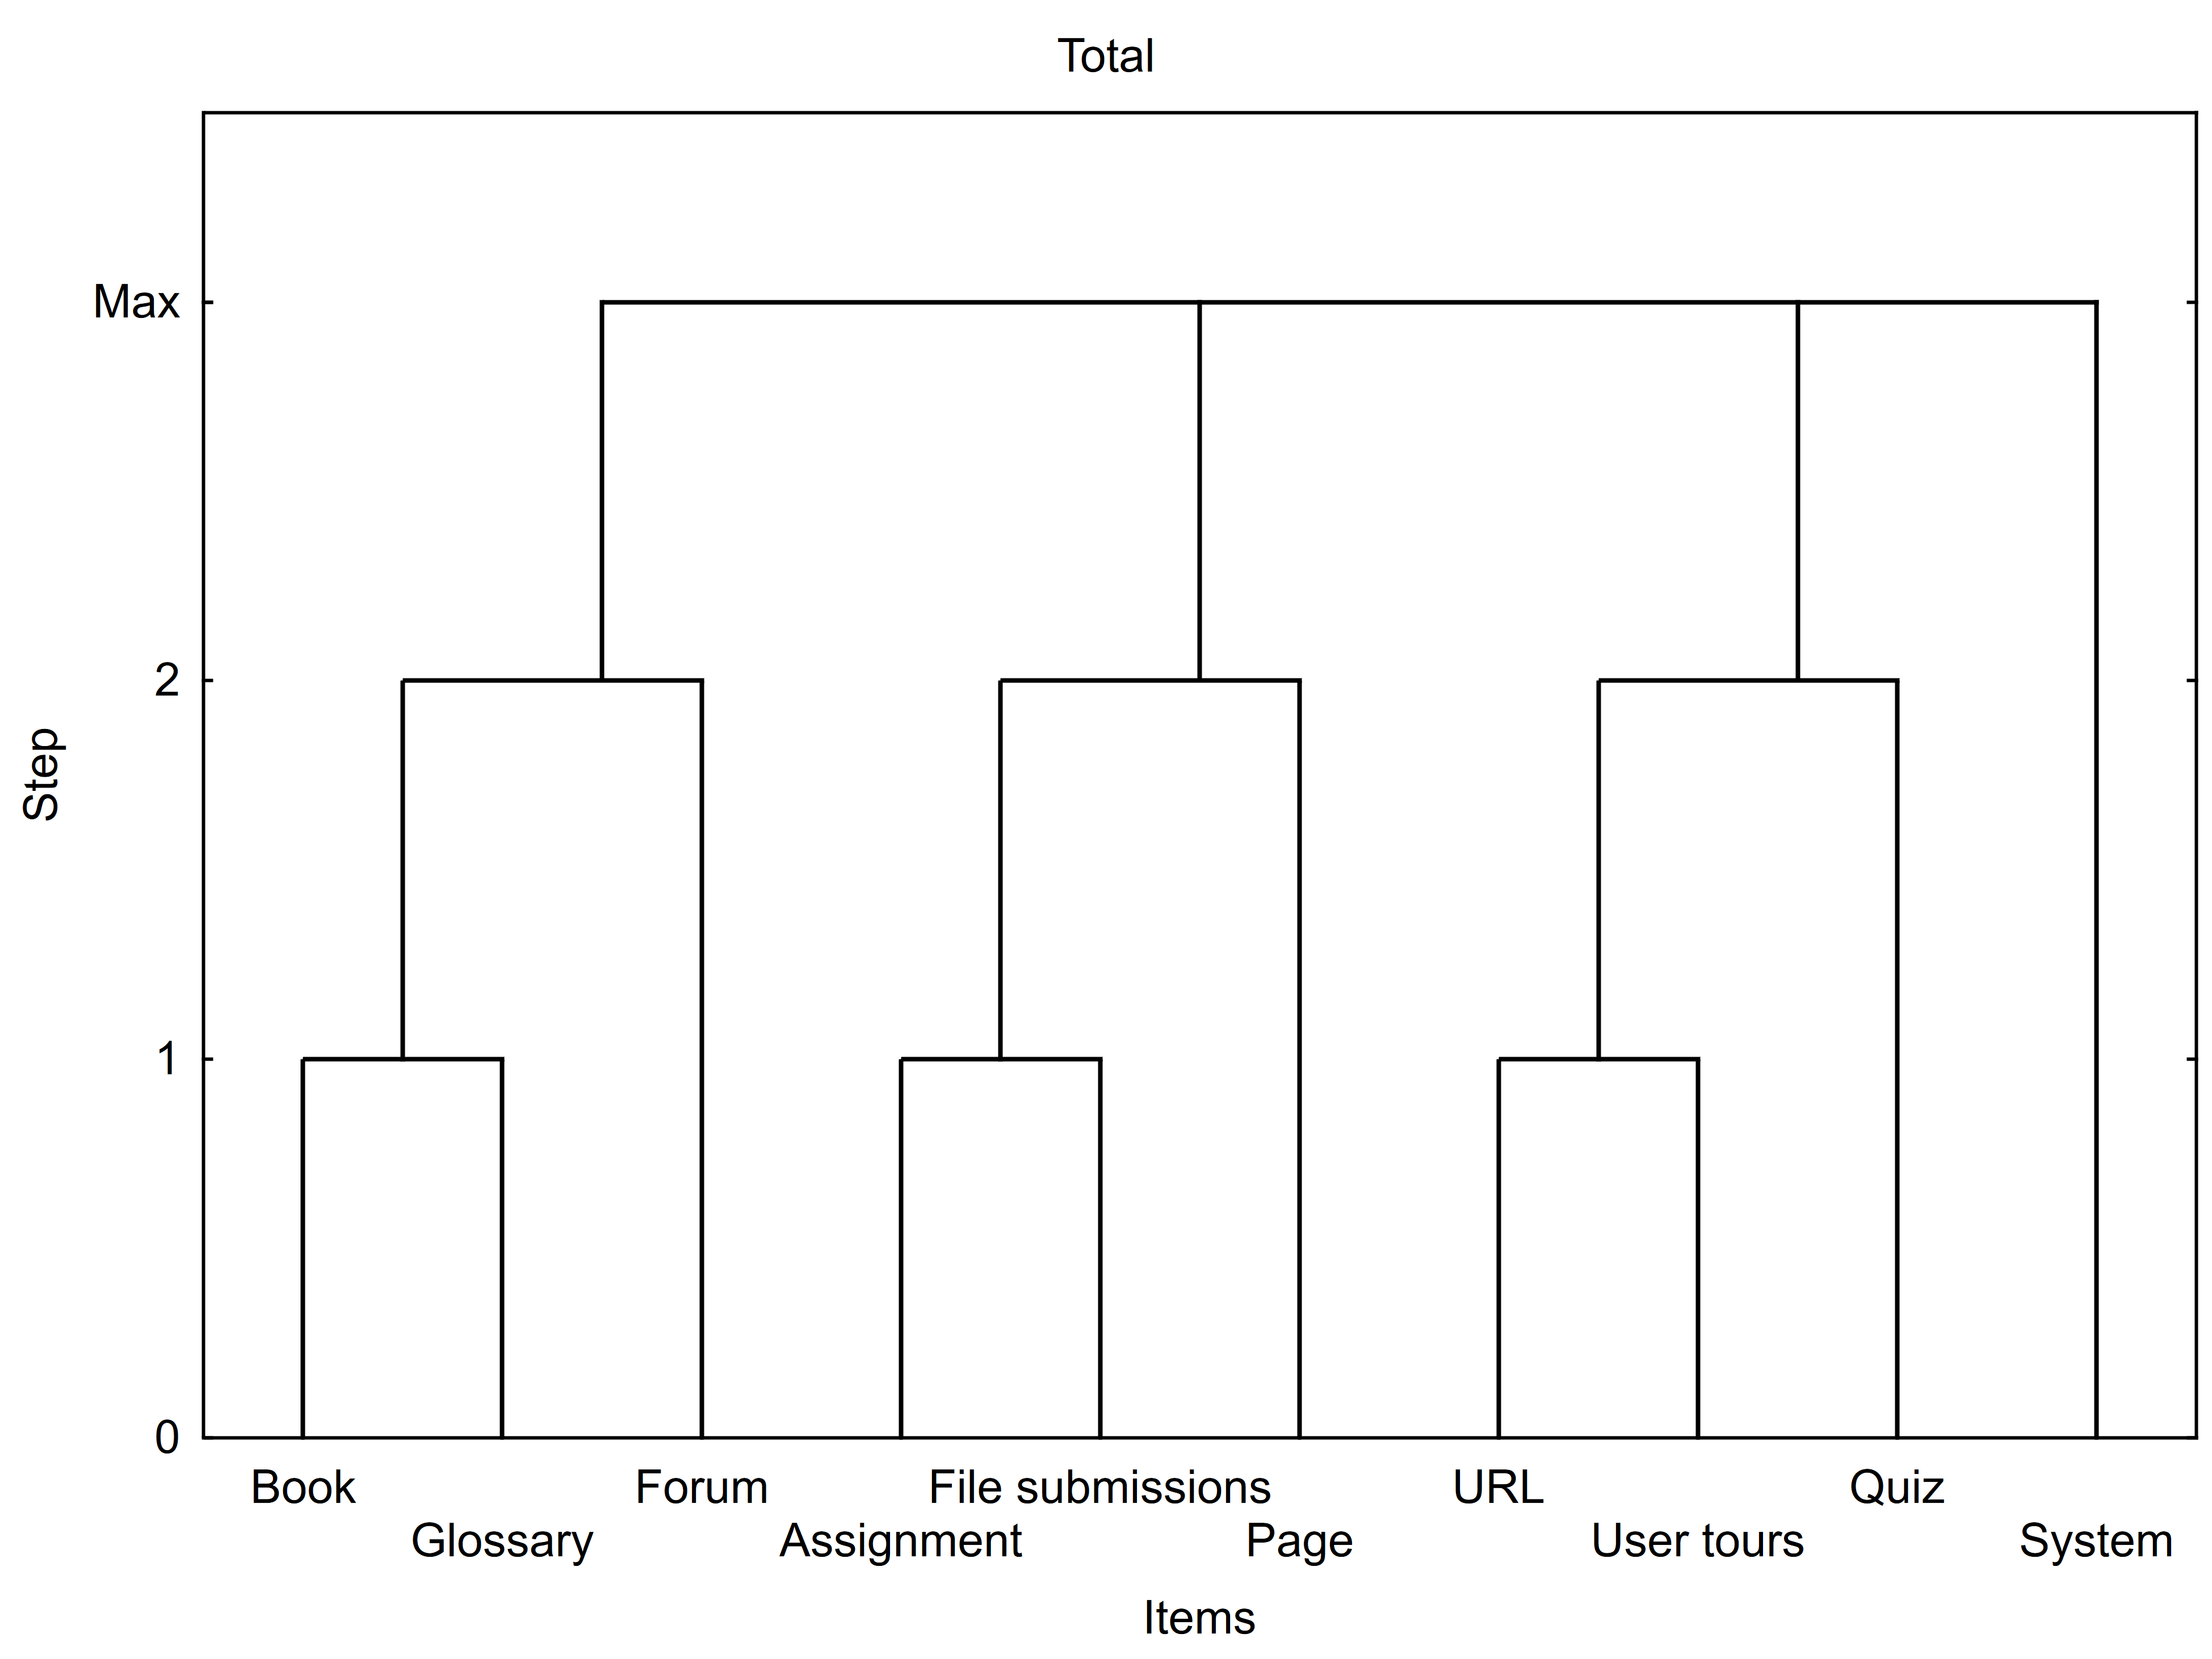 Total
Max
2
1
0
Step
Book Forum File submissions URL Quiz
Glossary Assignment Page User tours System
Items